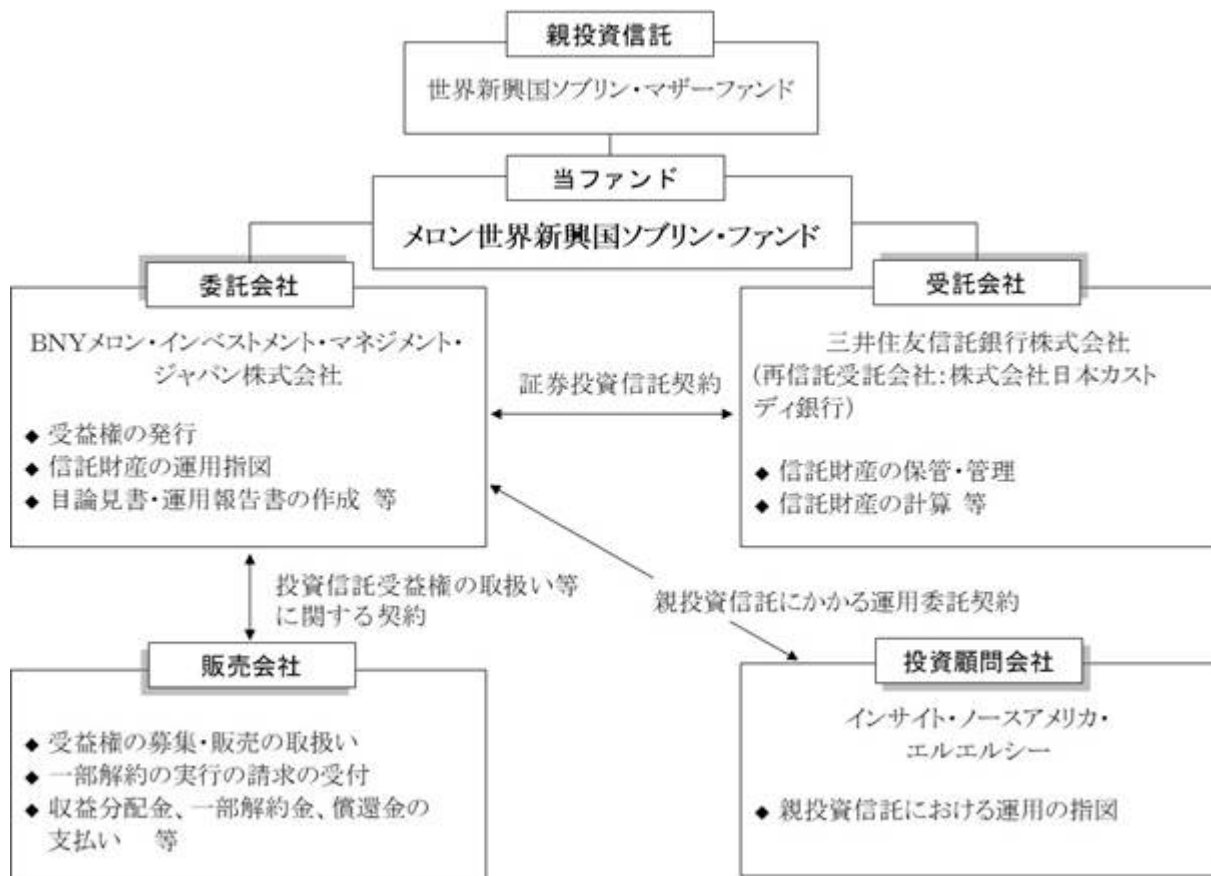 親投資信託
世界新興国ソブリン・マザーファンド
当ファンド
メロン世界新興国ソブリン・ファンド
委託会社
BNYメロン・インベストメント・マネジメント・
ジャパン株式会社
◆ 受益権の発行
◆ 信託財産の運用指図
◆ 目論見書・運用報告書の作成 等
証券投資信託契約
受託会社
三井住友信託銀行株式会社
(再信託受託会社:株式会社日本カスト
ディ銀行)
◆ 信託財産の保管・管理
◆ 信託財産の計算 等
投資信託受益権の取扱い等
に関する契約
親投資信託にかかる運用委託契約
販売会社
◆ 受益権の募集・販売の取扱い
◆ 一部解約の実行の請求の受付
◆ 収益分配金、一部解約金、償還金の
支払い 等
投資顧問会社
インサイト・ノースアメリカ・
エルエルシー
◆ 親投資信託における運用の指図